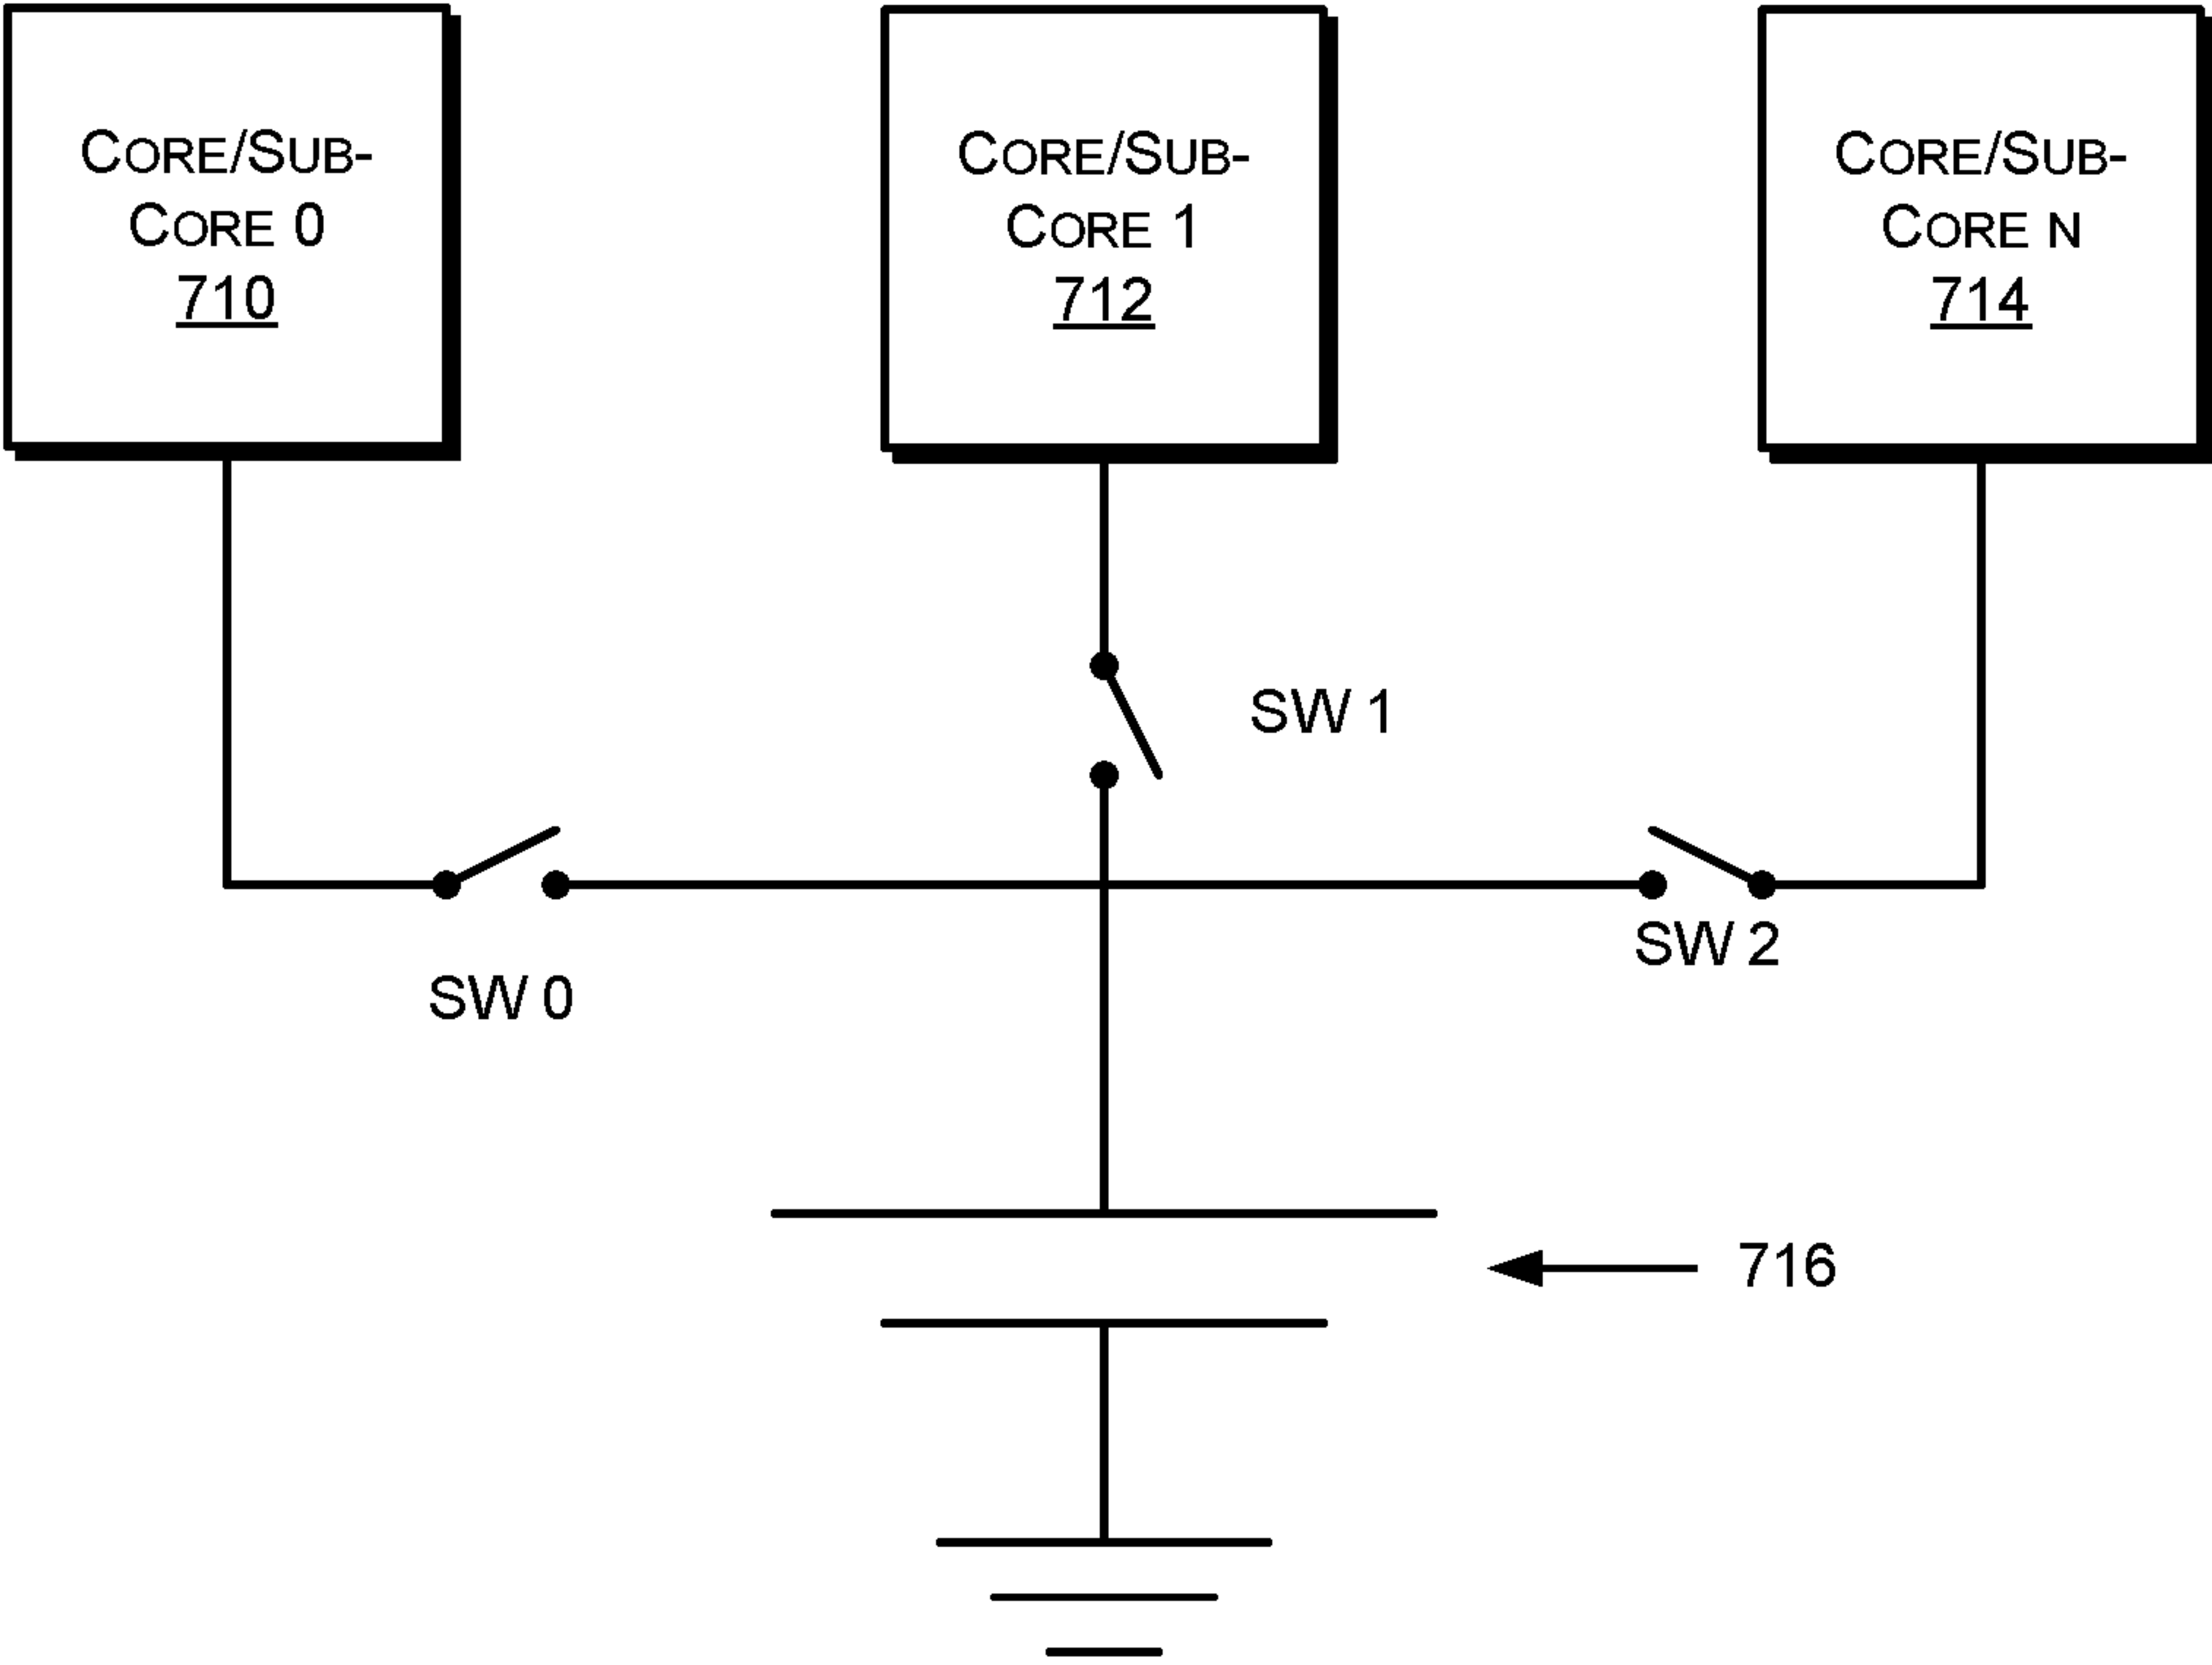 CORE/SUB-
CORE 0
710
CORE/SUB-
CORE 1
712
CORE/SUB-
CORE N
714
SW 1
SW 2
SW 0
716